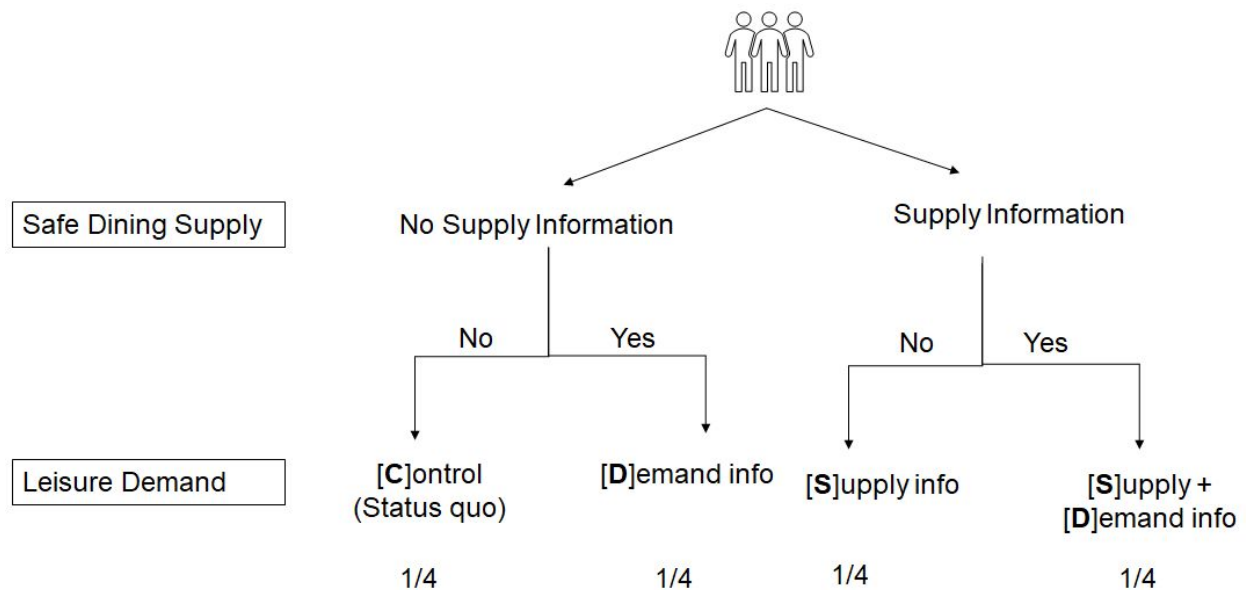 Safe Dining Supply
No Supply Information
Supply Information
No
Yes
No
Yes
Leisure Demand
[C]ontrol
(Status quo)
[D]emand info
[S]upply info
[S]upply +
[D]emand info
1/4
1/4
1/4
1/4